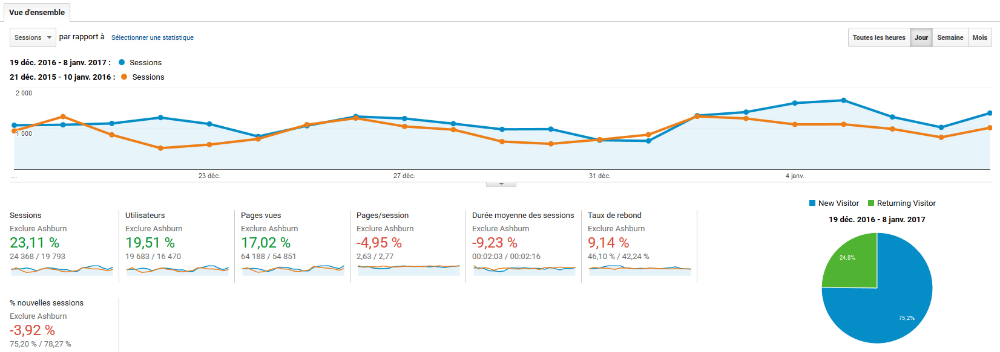 Vue d'ensemble
Sessions par rapport à Sélectionner une statistique
Toutes les heures Jour Semaine Mois
19 déc. 2016 - 8 janv. 2017 : Sessions
21 déc. 2015 - 10 janv. 2016 : Sessions
2 000
1 000
... 23 déc. 27 déc. 31 déc. 4 janv.
Sessions
Exclure Ashburn
23,11 %
24 368 / 19 793
Utilisateurs
Exclure Ashburn
19,51 %
19 683 / 16 470
Pages vues
Exclure Ashburn
17,02 %
64 188 / 54 851
Pages/session
Exclure Ashburn
-4,95 %
2,63 / 2,77
Durée moyenne des sessions
Exclure Ashburn
-9,23 %
00:02:03 / 00:02:16
Taux de rebond
Exclure Ashburn
9,14 %
46,10 % / 42,24 %
% nouvelles sessions
Exclure Ashburn
-3,92 %
75,20 % / 78,27 %
New Visitor Returning Visitor
19 déc. 2016 - 8 janv. 2017
24,8%
75,2%